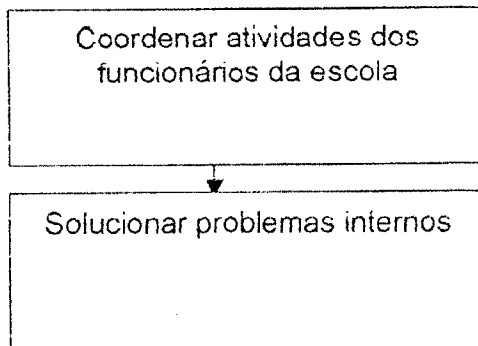 Coordenar atividades dos
funcionários da escola
Solucionar problemas internos